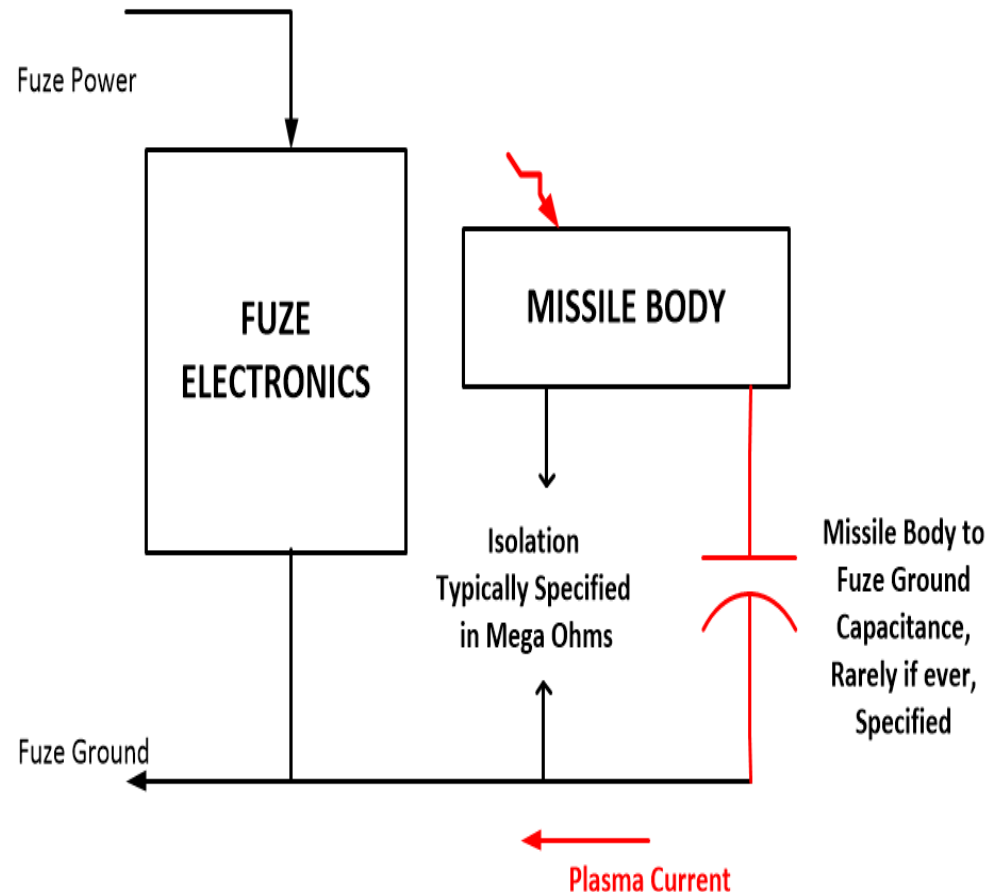 Fuze Power
FUZE
ELECTRONICS
MISSILE BODY
Isolation
Typically Specified
in Mega Ohms
Missile Body to
Fuze Ground
Capacitance,
Rarely if ever,
Specified
Fuze Ground
Plasma Current